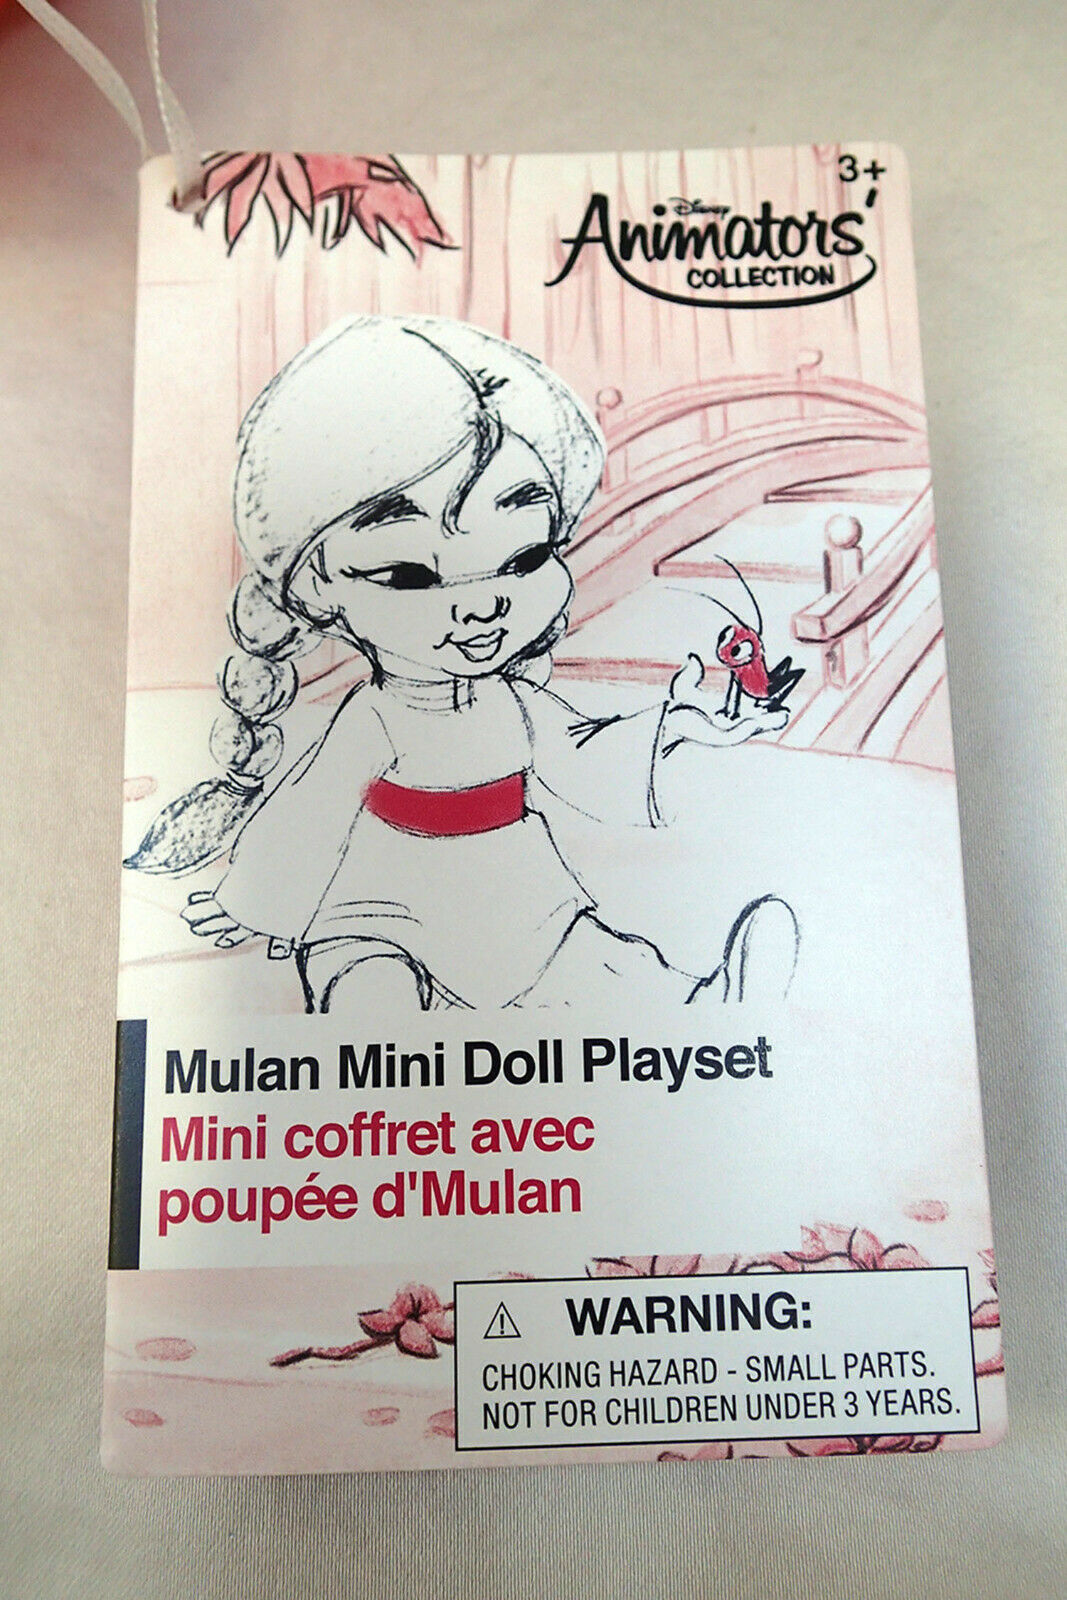 3+
Disney
Animators'
COLLECTION
Mulan Mini Doll Playset
Mini coffret avec
poupée d'Mulan
WARNING:
CHOKING HAZARD - SMALL PARTS.
NOT FOR CHILDREN UNDER 3 YEARS.